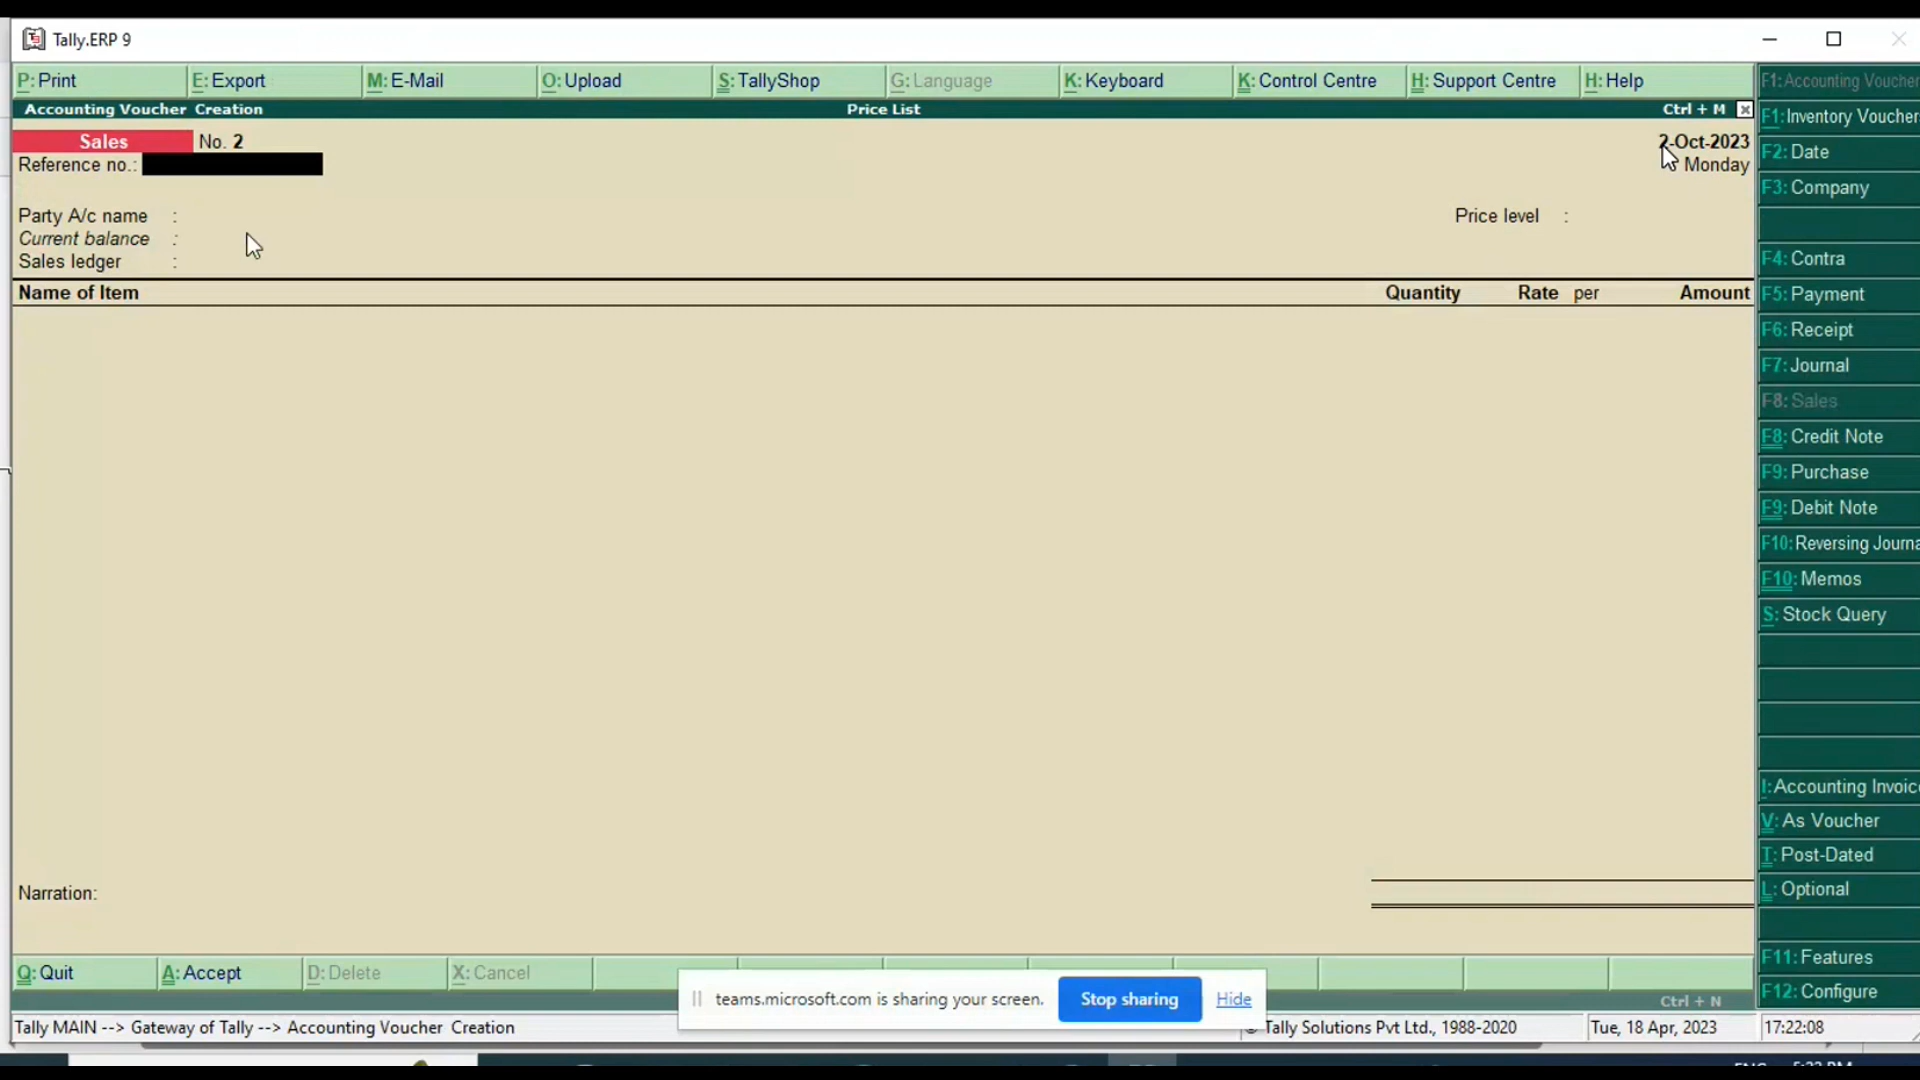 Tally.ERP 9
P: Print E: Export M: E-Mail O: Upload S: TallyShop G: Language K: Keyboard K: Control Centre H: Support Centre H: Help
Accounting Voucher Creation Price List Ctrl + M
Sales No. 2 2-Oct-2023
Reference no.: Monday
Party A/c name : Price level :
Current balance :
Sales ledger :
Name of Item Quantity Rate per Amount
Narration:
F1: Accounting Voucher
F1: Inventory Voucher
F2: Date
F3: Company
F4: Contra
F5: Payment
F6: Receipt
F7: Journal
F8: Sales
F8: Credit Note
F9: Purchase
F9: Debit Note
F10: Reversing Journa
F10: Memos
S: Stock Query
I: Accounting Invoic
V: As Voucher
T: Post-Dated
L: Optional
F11: Features
F12: Configure
Q: Quit A: Accept D: Delete X: Cancel
teams.microsoft.com is sharing your screen. Stop sharing Hide
Ctrl + N
Tally MAIN --> Gateway of Tally --> Accounting Voucher Creation © Tally Solutions Pvt Ltd., 1988-2020 Tue, 18 Apr, 2023 17:22:08